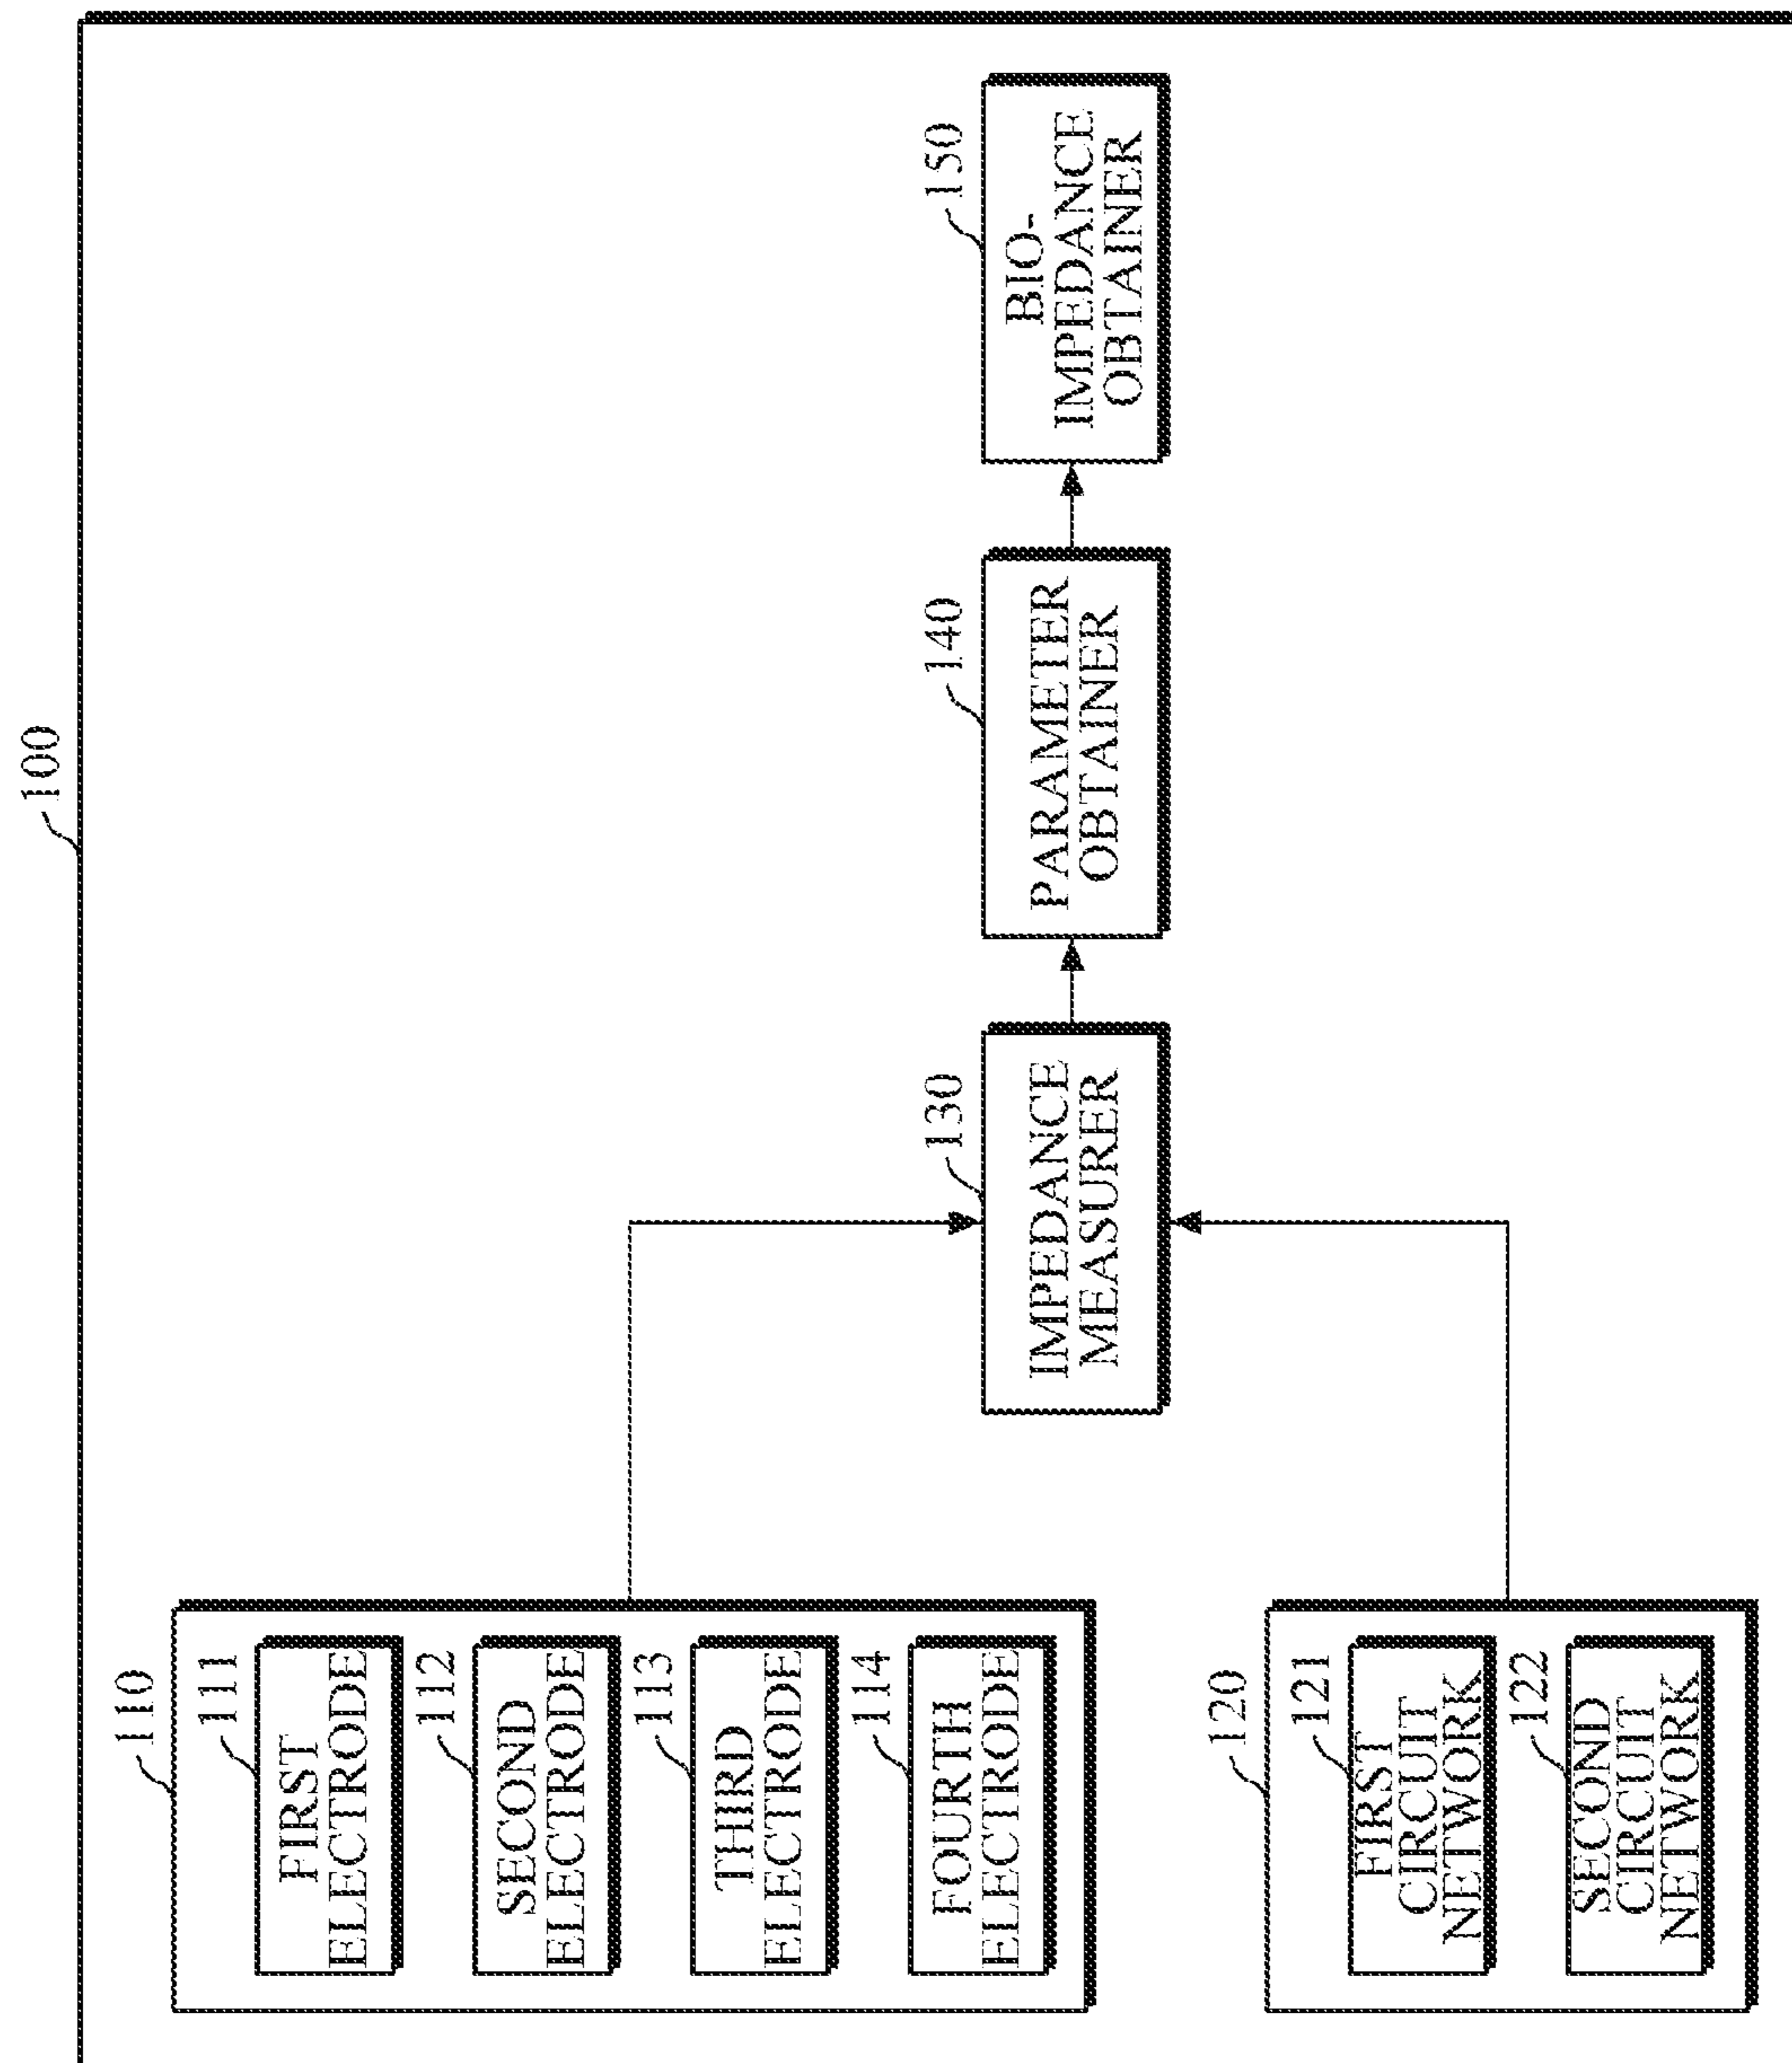 100
110
111
FIRST
ELECTRODE
112
SECOND
ELECTRODE
113
THIRD
ELECTRODE
114
FOURTH
ELECTRODE
120
121
FIRST
CIRCUIT
NETWORK
122
SECOND
CIRCUIT
NETWORK
130
IMPEDANCE
MEASURER
140
PARAMETER
OBTAINER
150
BIO-
IMPEDANCE
OBTAINER